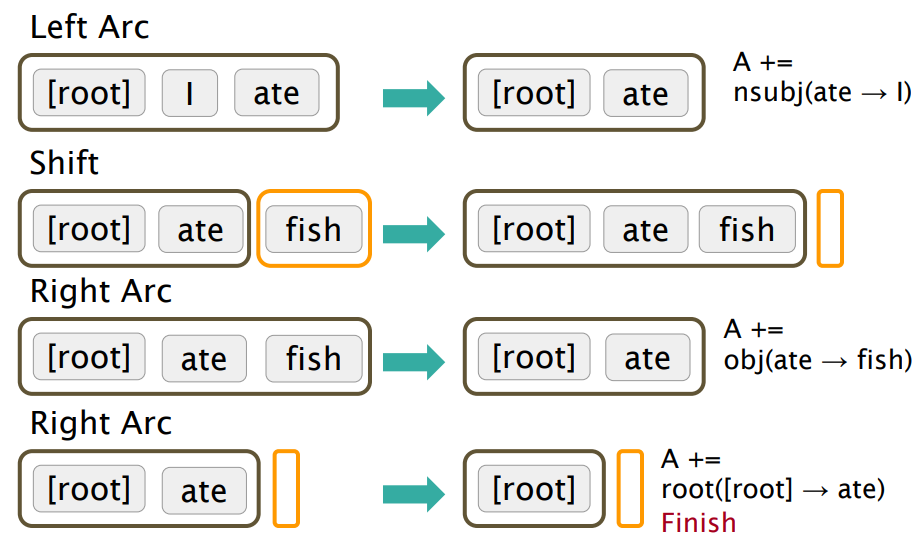 Left Arc
[root] I ate [root] ate A +=
nsubj(ate → I)
Shift
[root] ate fish [root] ate fish
Right Arc
[root] ate fish [root] ate A +=
obj(ate → fish)
Right Arc
[root] ate [root] A +=
root([root] → ate)
Finish